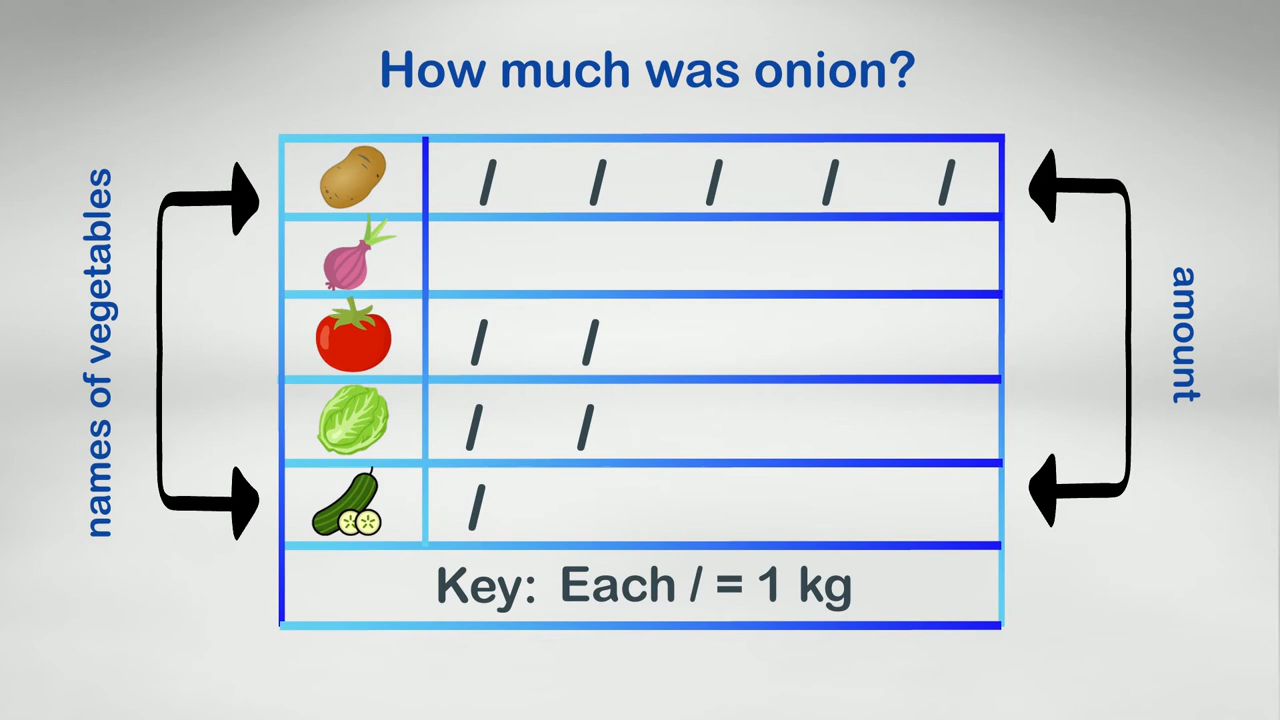 How much was onion?
names of vegetables
/ / / / /
/ /
/ /
/
amount
Key: Each / = 1 kg